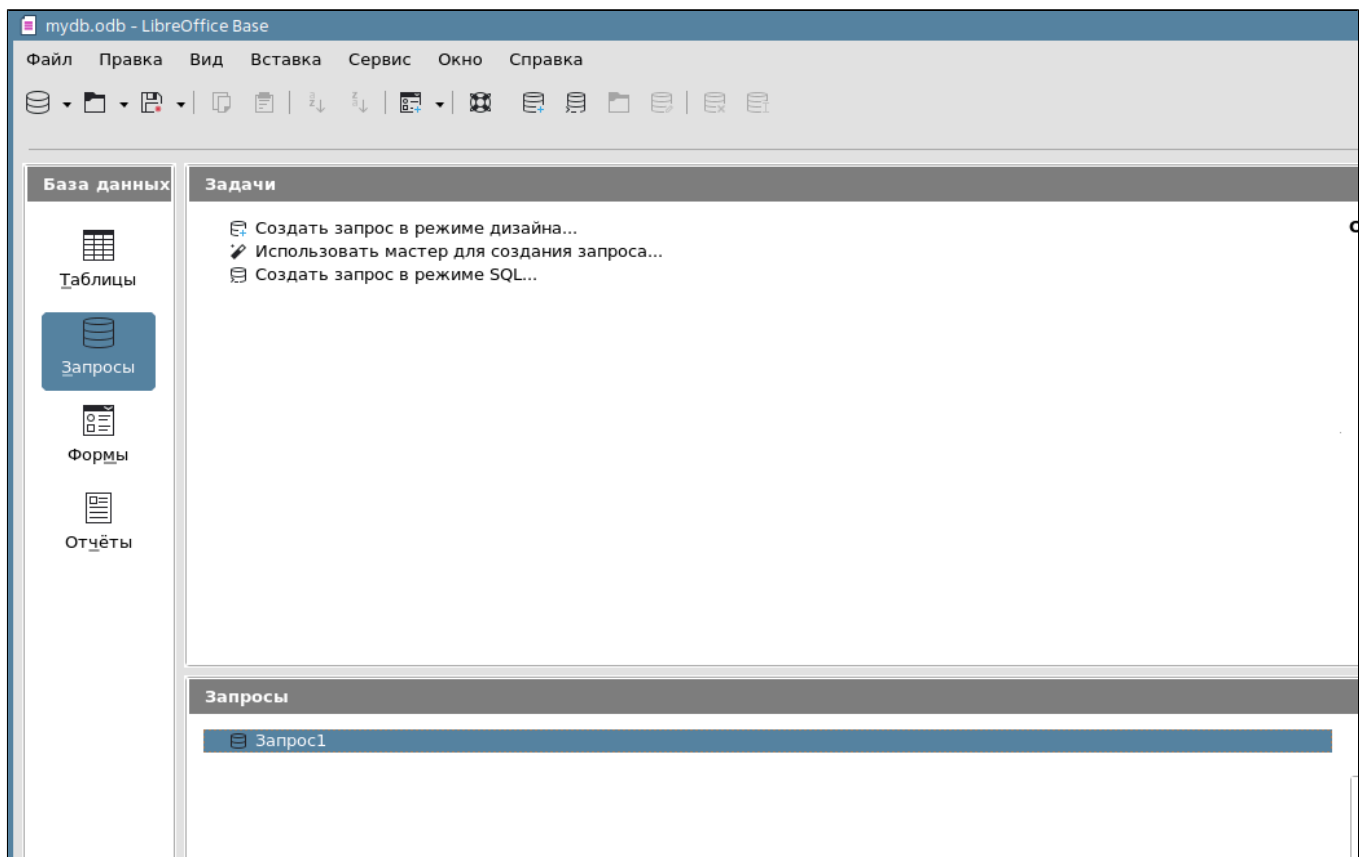 mydb.odb - LibreOffice Base
Файл Правка Вид Вставка Сервис Окно Справка
База данных
Задачи
Таблицы
Запросы
Формы
Отчёты
Создать запрос в режиме дизайна...
Использовать мастер для создания запроса...
Создать запрос в режиме SQL...
Запросы
Запрос1